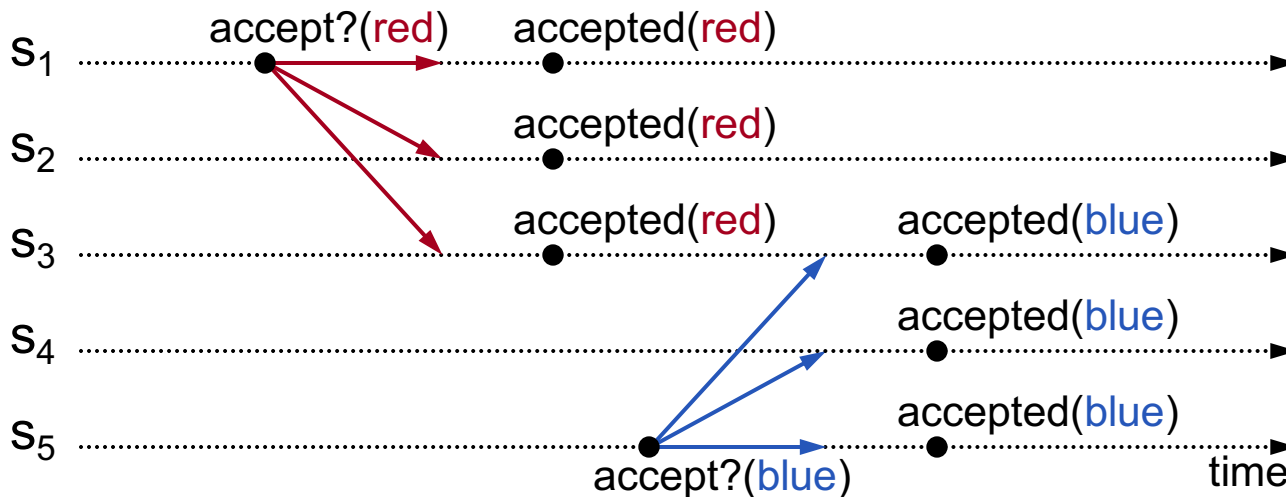 accept?(red) accepted(red)
S1
accepted(red)
S2
accepted(red) accepted(blue)
S3
accepted(blue)
S4
accepted(blue)
S5
accept?(blue) time